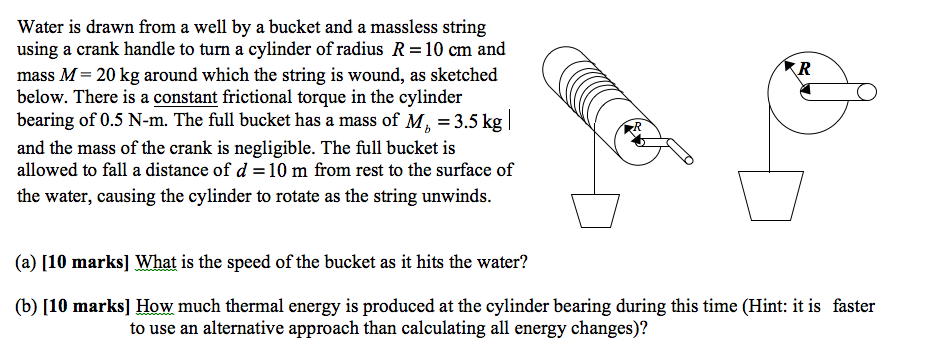 Water is drawn from a well by a bucket and a massless string
using a crank handle to turn a cylinder of radius R = 10 cm and
mass M = 20 kg around which the string is wound, as sketched
below. There is a constant frictional torque in the cylinder
bearing of 0.5 N-m. The full bucket has a mass of M_b = 3.5 kg
and the mass of the crank is negligible. The full bucket is
allowed to fall a distance of d = 10 m from rest to the surface of
the water, causing the cylinder to rotate as the string unwinds.
R
R
(a) [10 marks] What is the speed of the bucket as it hits the water?
(b) [10 marks] How much thermal energy is produced at the cylinder bearing during this time (Hint: it is faster
to use an alternative approach than calculating all energy changes)?